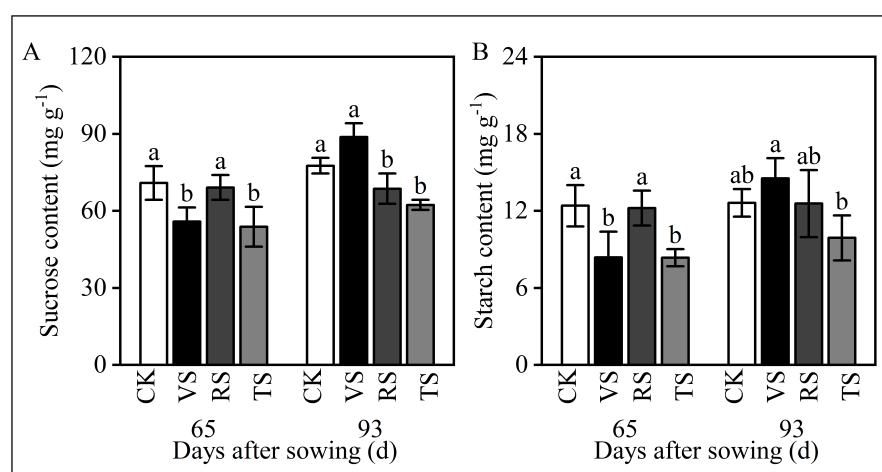 A
Sucrose content (mg g-1)
120
90
60
30
0
a
b
a
b
a
a
b
b
CK
VS
RS
TS
CK
VS
RS
TS
65
93
Days after sowing (d)
B
Starch content (mg g-1)
24
18
12
6
0
a
b
a
b
ab
a
ab
b
CK
VS
RS
TS
CK
VS
RS
TS
65
93
Days after sowing (d)